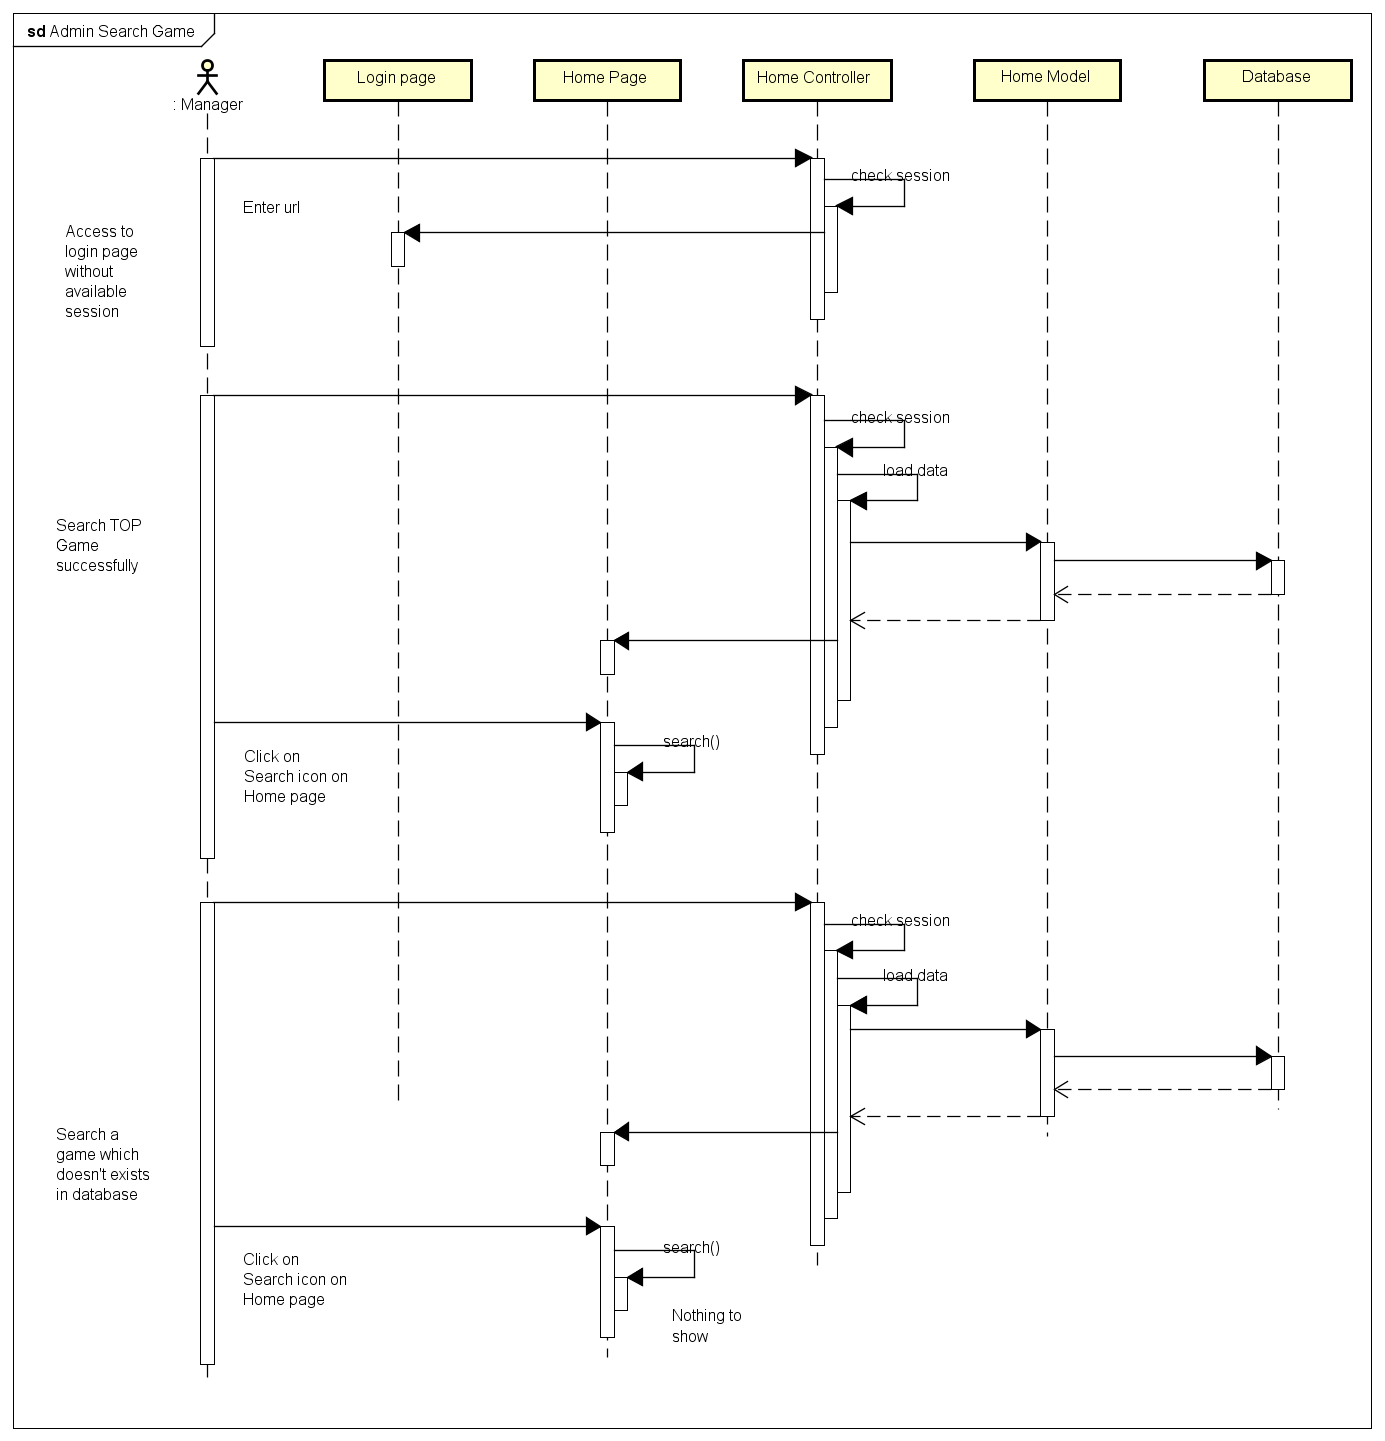 sd Admin Search Game
: Manager
Login page
Home Page
Home Controller
Home Model
Database
check session
Enter url
Access to
login page
without
available
session
check session
load data
Search TOP
Game
successfully
search()
Click on
Search icon on
Home page
check session
load data
Search a
game which
doesn't exists
in database
search()
Click on
Search icon on
Home page
Nothing to
show